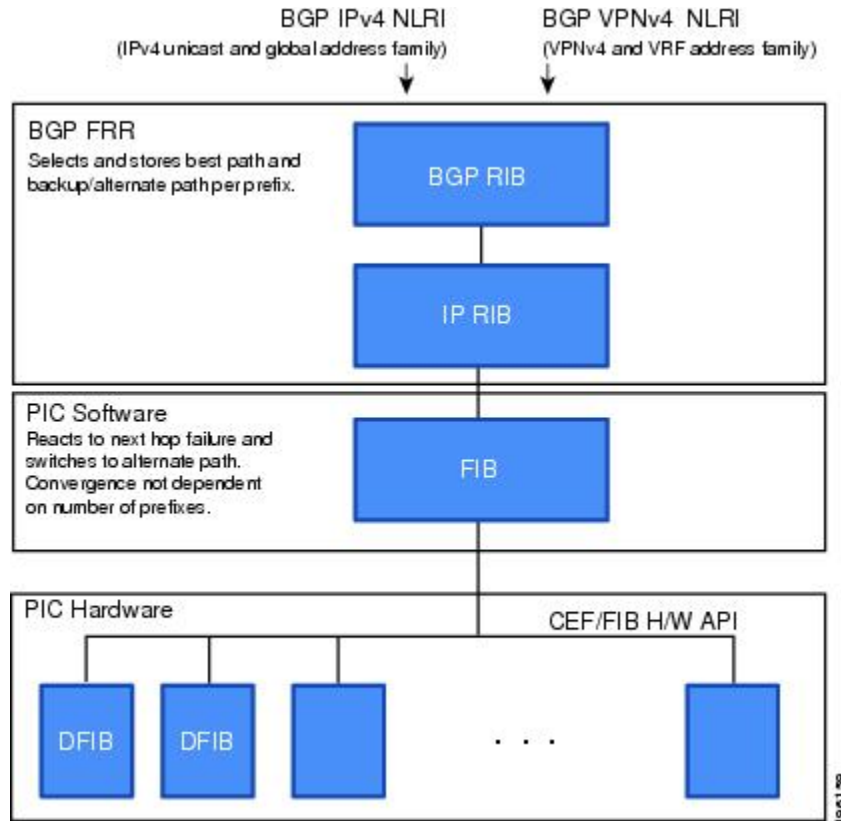 BGP IPv4 NLRI
(IPv4 unicast and global address family)
BGP VPNv4 NLRI
(VPNv4 and VRF address family)
BGP FRR
Selects and stores best path and
backup/alternate path per prefix.
BGP RIB
IP RIB
PIC Software
Reacts to next hop failure and
switches to alternate path.
Convergence not dependent
on number of prefixes.
FIB
PIC Hardware
CEF/FIB H/W API
DFIB
DFIB
. . .